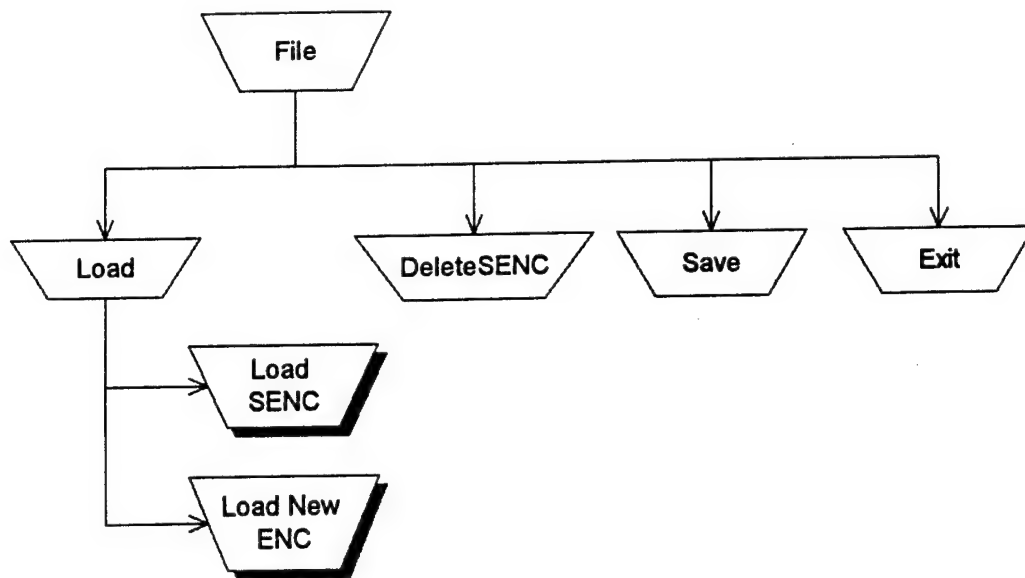 File
Load
DeleteSENC
Save
Exit
Load
SENC
Load New
ENC